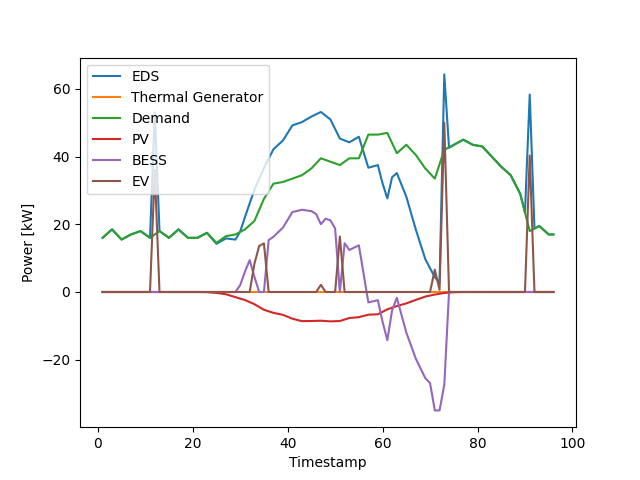 EDS
Thermal Generator
Demand
PV
BESS
EV
Power [kW]
60
40
20
0
−20
0
20
40
60
80
100
Timestamp